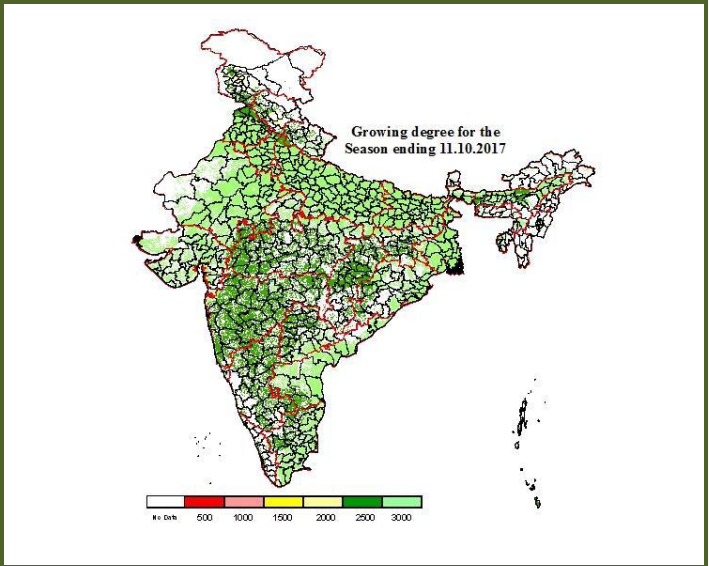 Growing degree for the
Season ending 11.10.2017
No Data 500 1000 1500 2000 2500 3000